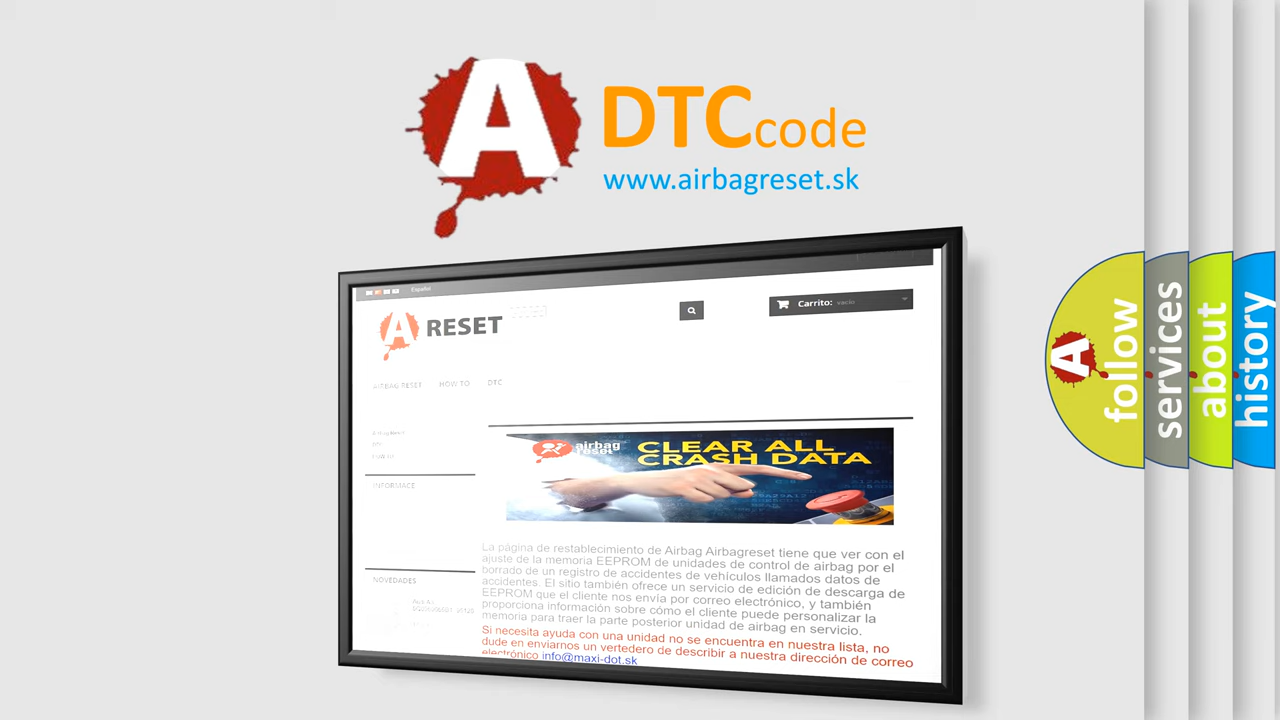 A DTCcode
www.airbagreset.sk
Español
A RESET
Carrito: vacío
AIRBAG RESET HOW TO DTC
INFORMACE
airbag reset
CLEAR ALL
CRASH DATA
La página de restablecimiento de Airbag Airbagreset tiene que ver con el
ajuste de la memoria EEPROM de unidades de control de airbag por el
borrado de un registro de accidentes de vehículos llamados datos de
accidentes. El sitio también ofrece un servicio de edición de descarga de
EEPROM que el cliente nos envía por correo electrónico, y también
proporciona información sobre cómo el cliente puede personalizar la
memoria para traer la parte posterior unidad de airbag en servicio.
Si necesita ayuda con una unidad no se encuentra en nuestra lista, no
dude en enviarnos un vertedero de describir a nuestra dirección de correo
electrónico info@maxi-dot.sk
NOVEDADES
A follow
services
about
history